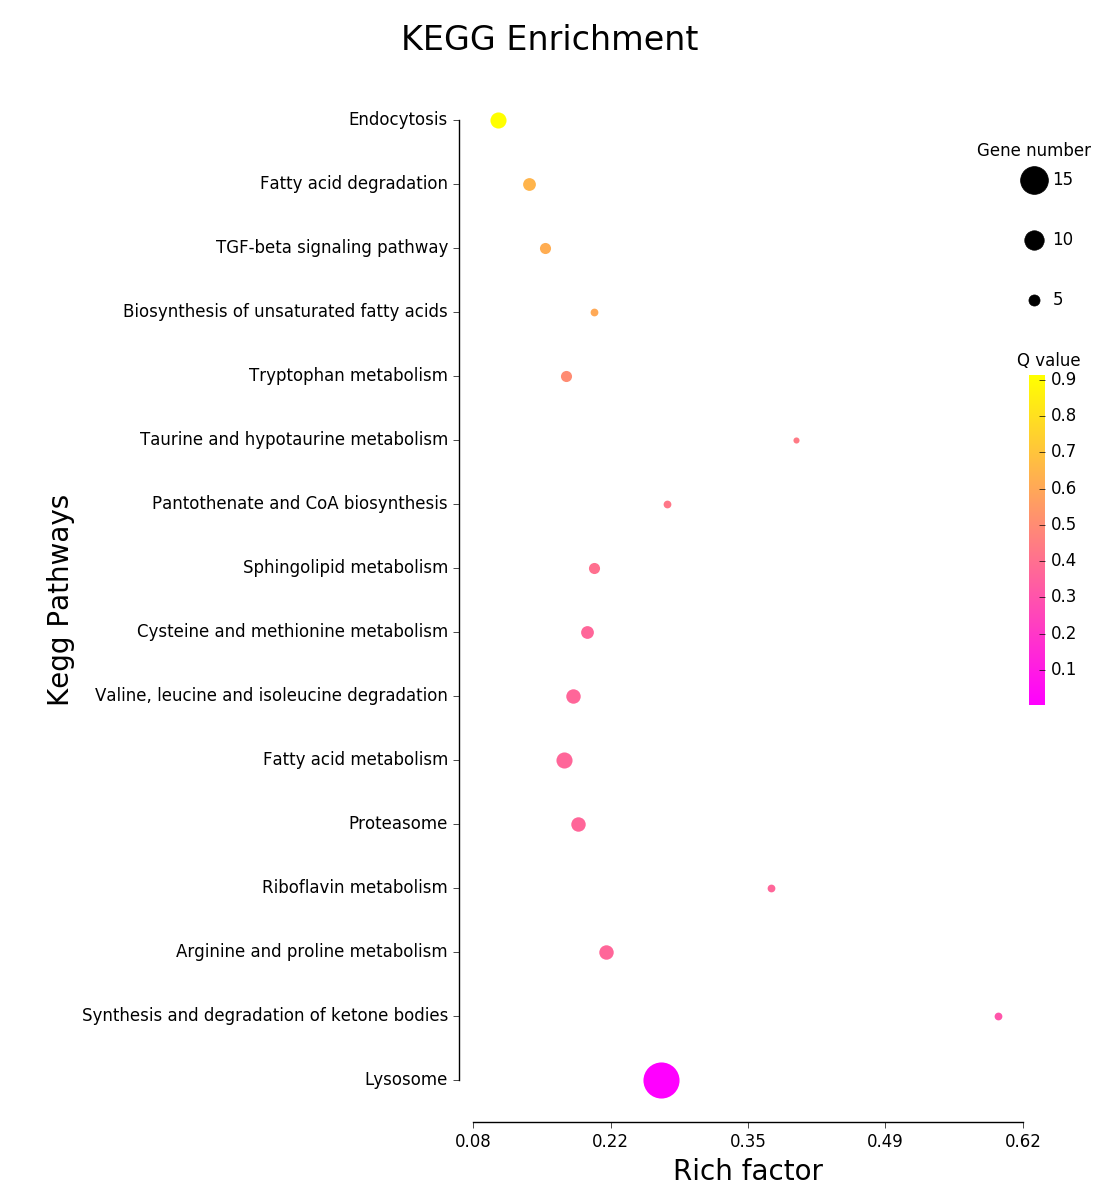 KEGG Enrichment
Endocytosis
Fatty acid degradation
TGF-beta signaling pathway
Biosynthesis of unsaturated fatty acids
Tryptophan metabolism
Taurine and hypotaurine metabolism
Pantothenate and CoA biosynthesis
Sphingolipid metabolism
Cysteine and methionine metabolism
Valine, leucine and isoleucine degradation
Fatty acid metabolism
Proteasome
Riboflavin metabolism
Arginine and proline metabolism
Synthesis and degradation of ketone bodies
Lysosome
Kegg Pathways
Gene number
15
10
5
Q value
0.9
0.8
0.7
0.6
0.5
0.4
0.3
0.2
0.1
0.08 0.22 0.35 0.49 0.62
Rich factor